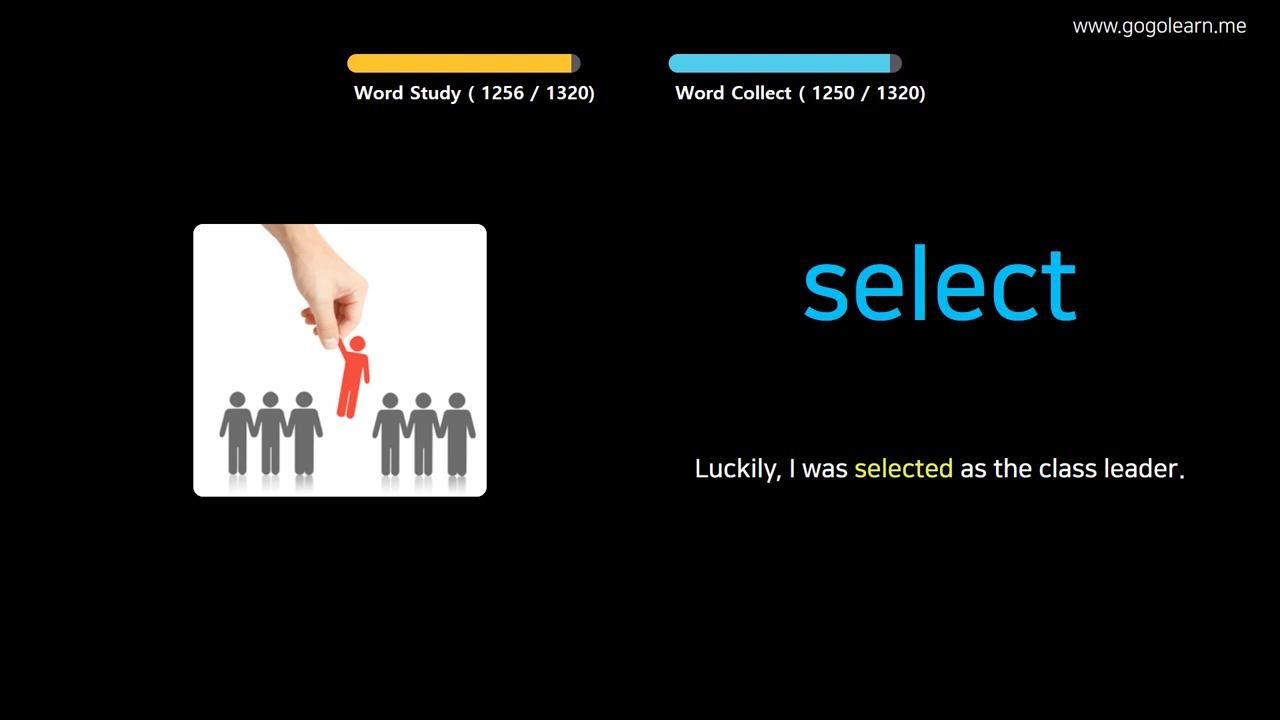 www.gogolearn.me
Word Study ( 1256 / 1320)
Word Collect ( 1250 / 1320)
select
Luckily, I was selected as the class leader.